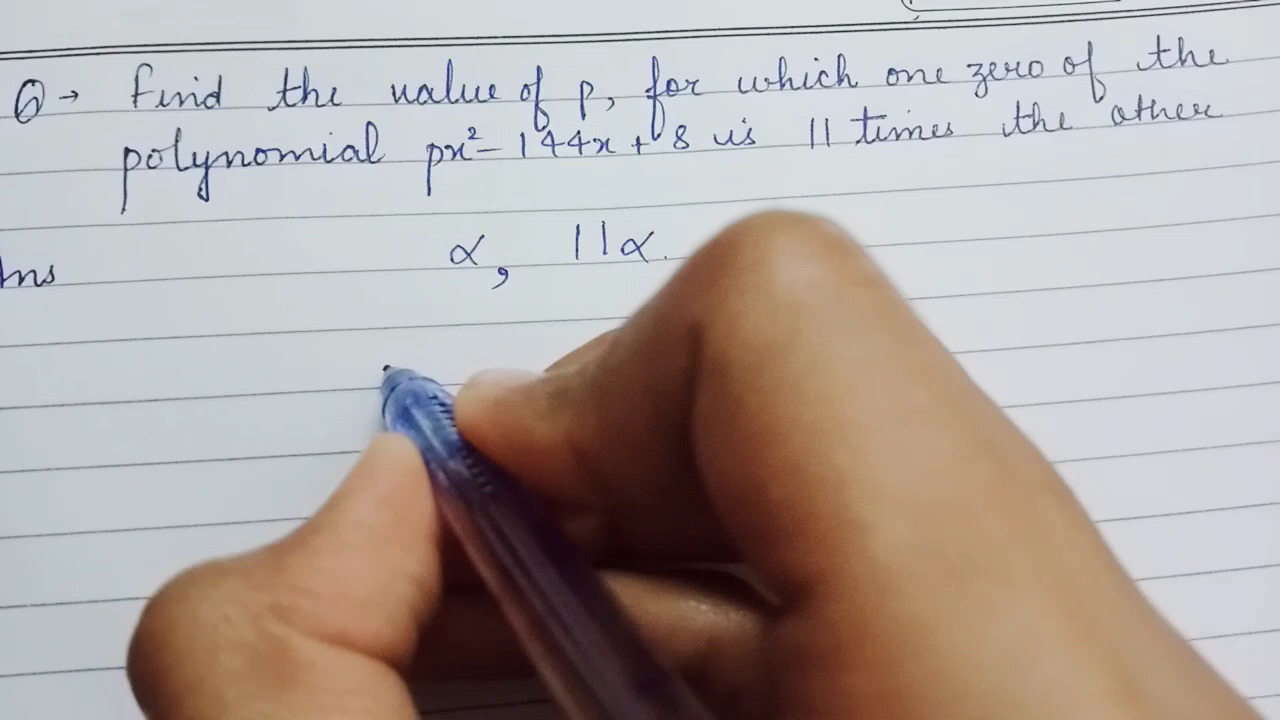 Q→ Find the value of p, for which one zero of the
polynomial px²- 144x + 8 is 11 times the other
α, 11α.
Ans